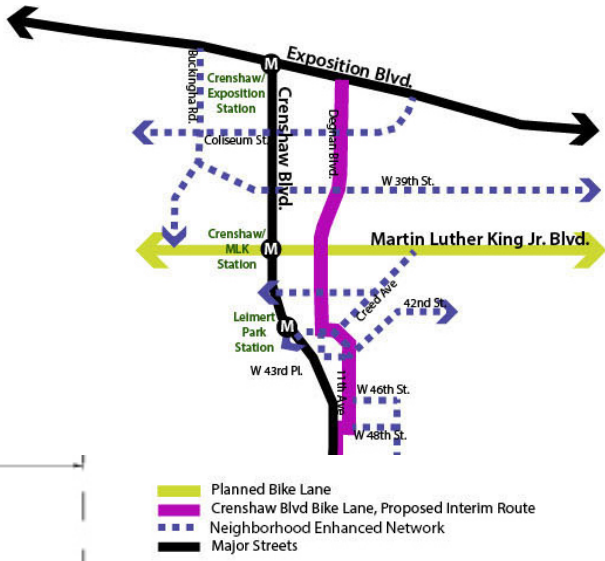 Exposition Blvd.
M
Buckingha Rd.
Crenshaw/
Exposition
Station
Crenshaw Blvd.
Degnan Blvd.
Coliseum St.
W 39th St.
Crenshaw/
MLK
Station
M
Martin Luther King Jr. Blvd.
Creed Ave
42nd St.
Leimert
Park
Station
M
W 43rd Pl.
11th Ave.
W 46th St.
W 48th St.
Planned Bike Lane
Crenshaw Blvd Bike Lane, Proposed Interim Route
Neighborhood Enhanced Network
Major Streets